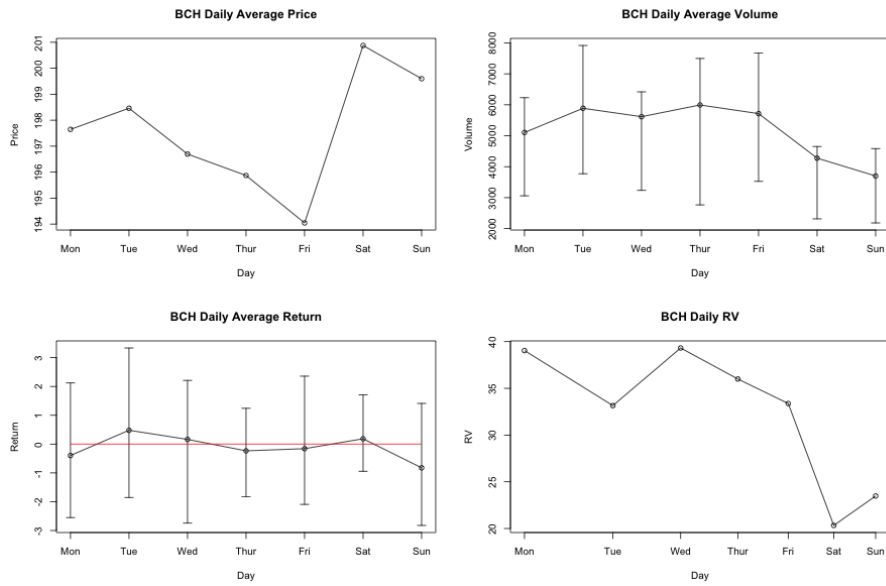 BCH Daily Average Price
Price
201
200
199
198
197
196
195
194
Mon Tue Wed Thur Fri Sat Sun
Day
BCH Daily Average Volume
Volume
8000
7000
6000
5000
4000
3000
2000
Mon Tue Wed Thur Fri Sat Sun
Day
BCH Daily Average Return
Return
3
2
1
0
-1
-2
-3
Mon Tue Wed Thur Fri Sat Sun
Day
BCH Daily RV
RV
40
35
30
25
20
Mon Tue Wed Thur Fri Sat Sun
Day